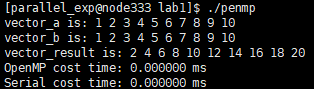 [parallel_exp@node333 lab1]$ ./penmp
vector_a is: 1 2 3 4 5 6 7 8 9 10
vector_b is: 1 2 3 4 5 6 7 8 9 10
vector_result is: 2 4 6 8 10 12 14 16 18 20
OpenMP cost time: 0.000000 ms
Serial cost time: 0.000000 ms